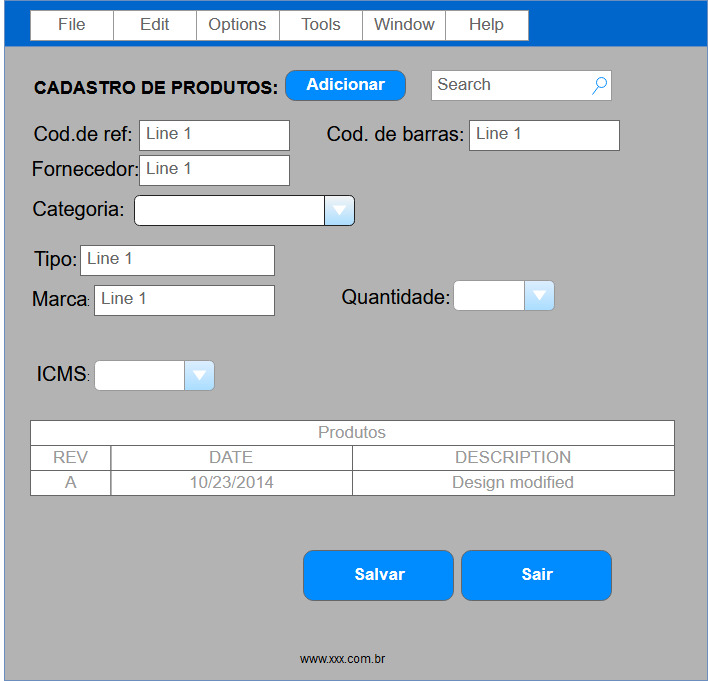 File Edit Options Tools Window Help
CADASTRO DE PRODUTOS: Adicionar Search
Cod.de ref: Line 1 Cod. de barras: Line 1
Fornecedor: Line 1
Categoria:
Tipo: Line 1
Marca: Line 1 Quantidade:
ICMS:
Produtos
REV DATE DESCRIPTION
A 10/23/2014 Design modified
Salvar Sair
www.xxx.com.br